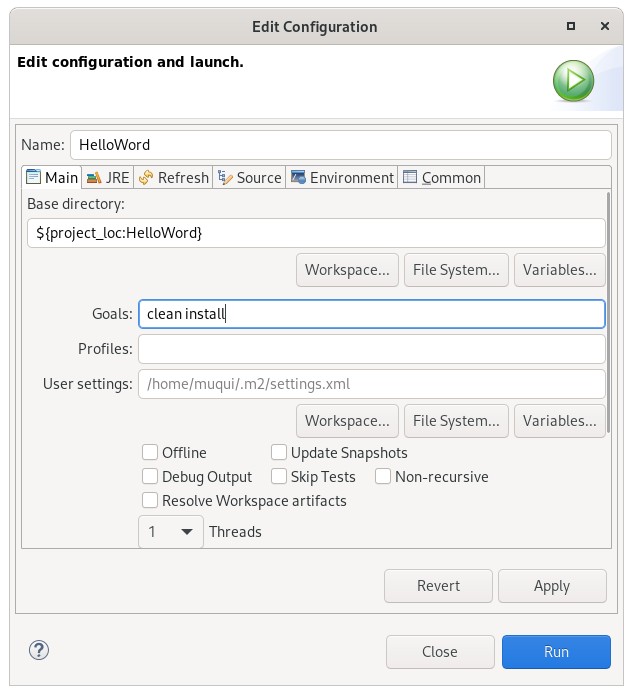 Edit Configuration
Edit configuration and launch.
Name: HelloWord
Main JRE Refresh Source Environment Common
Base directory:
${project_loc:HelloWord}
Workspace... File System... Variables...
Goals: clean install
Profiles:
User settings: /home/muqui/.m2/settings.xml
Workspace... File System... Variables...
Offline Update Snapshots
Debug Output Skip Tests Non-recursive
Resolve Workspace artifacts
1 Threads
Revert Apply
? Close Run